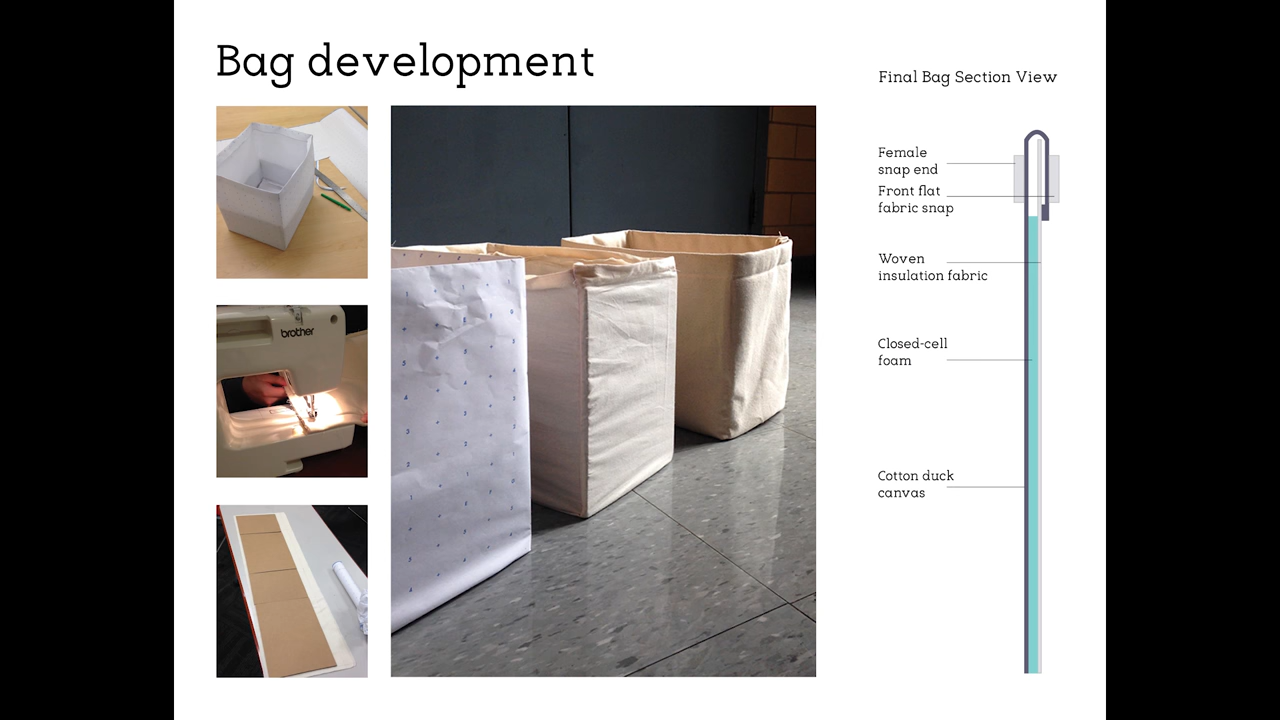 Bag development
Final Bag Section View
Female
snap end
Front flat
fabric snap
Woven
insulation fabric
Closed-cell
foam
Cotton duck
canvas
brother